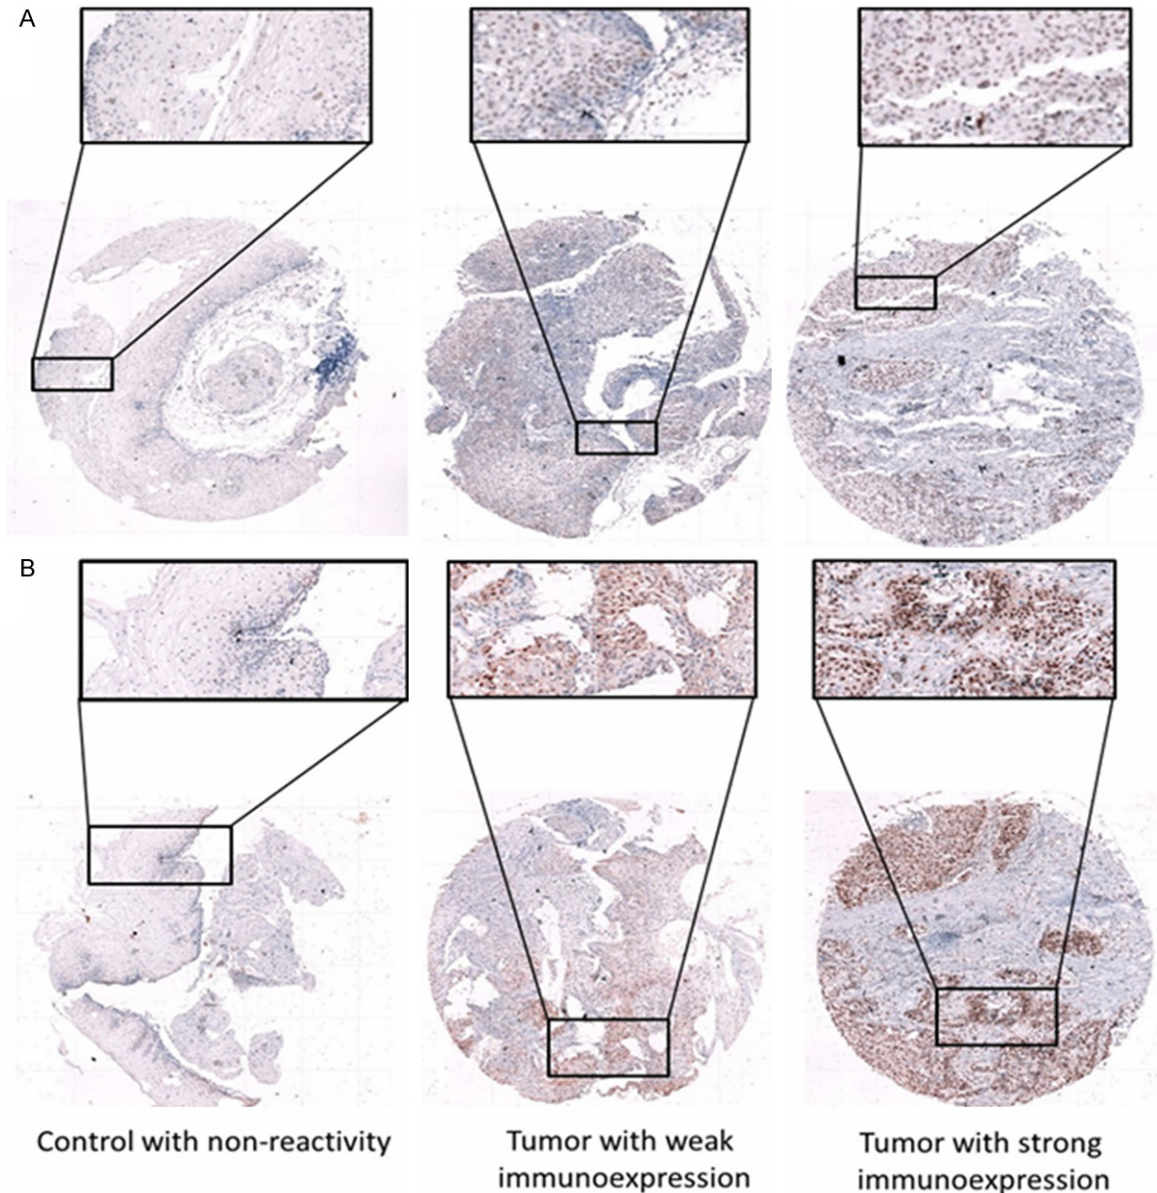 A
B
Control with non-reactivity
Tumor with weak
immunoexpression
Tumor with strong
immunoexpression